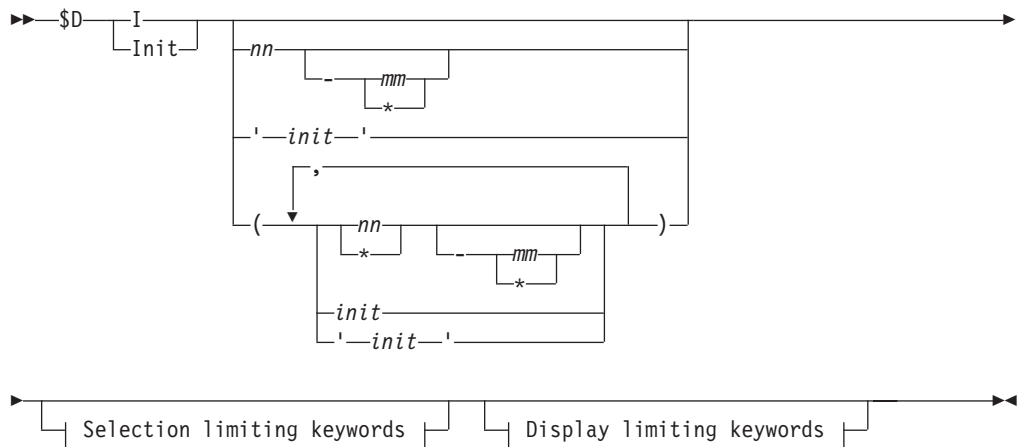 $D I
Init
nn
- mm
*
' init '
,
( nn - mm )
* *
init
' init '
Selection limiting keywords Display limiting keywords